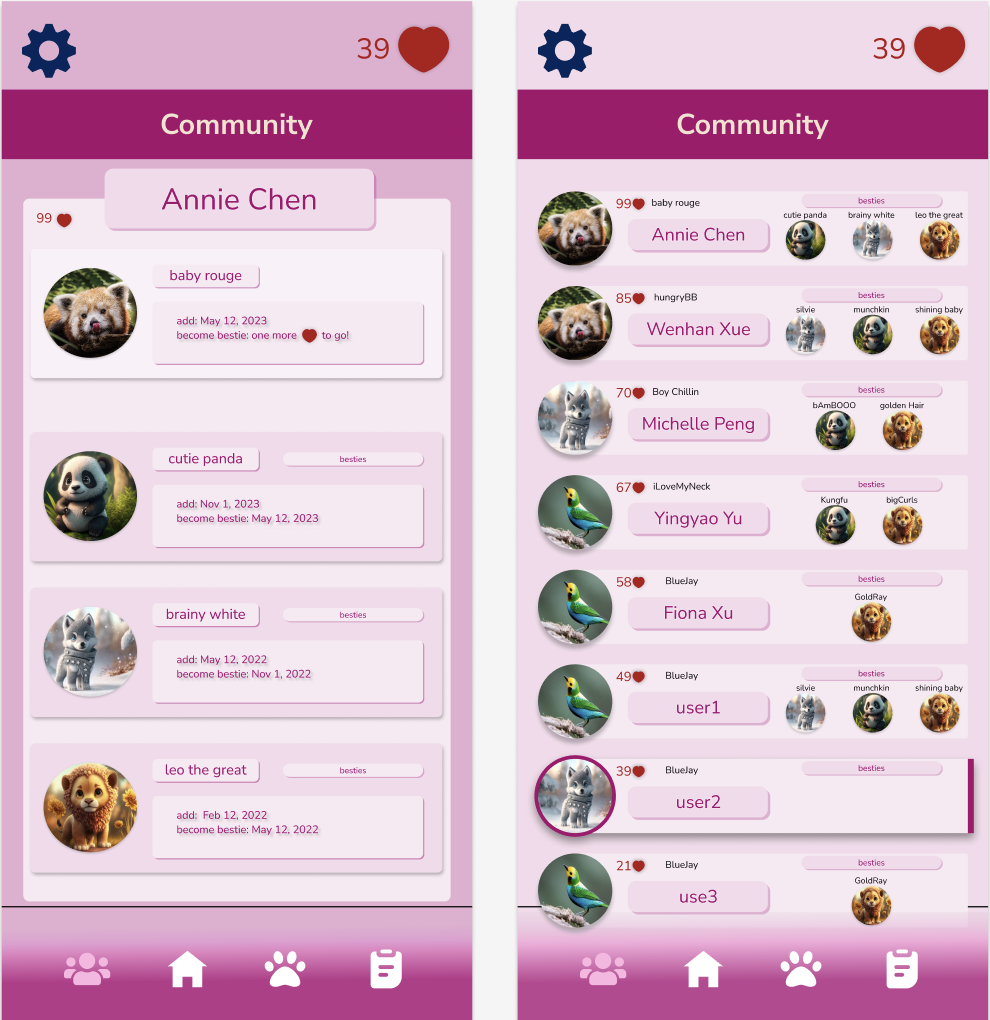 39
Community
Annie Chen
99
baby rouge
add: May 12, 2023
become bestie: one more to go!
cutie panda
besties
add: Nov 1, 2023
become bestie: May 12, 2023
brainy white
besties
add: May 12, 2022
become bestie: Nov 1, 2022
leo the great
besties
add: Feb 12, 2022
become bestie: May 12, 2022
39
Community
99 baby rouge
Annie Chen
besties
cutie panda brainy white leo the great
85 hungryBB
Wenhan Xue
besties
silvie munchkin shining baby
70 Boy Chillin
Michelle Peng
besties
bAmBOOO golden Hair
67 iLoveMyNeck
Yingyao Yu
besties
Kungfu bigCurls
58 BlueJay
Fiona Xu
besties
GoldRay
49 BlueJay
user1
besties
silvie munchkin shining baby
39 BlueJay
user2
besties
21 BlueJay
use3
besties
GoldRay